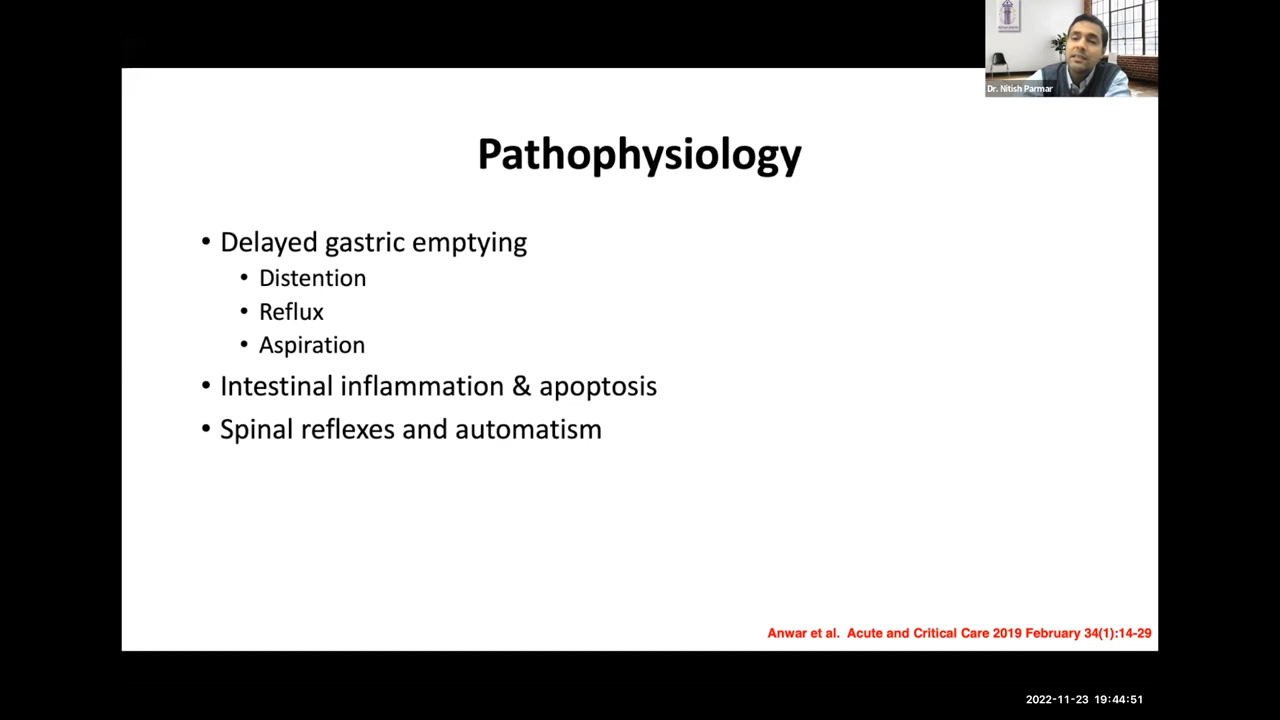 Dr. Nitish Parmar
Pathophysiology
• Delayed gastric emptying
• Distention
• Reflux
• Aspiration
• Intestinal inflammation & apoptosis
• Spinal reflexes and automatism
Anwar et al. Acute and Critical Care 2019 February 34(1):14-29
2022-11-23 19:44:51